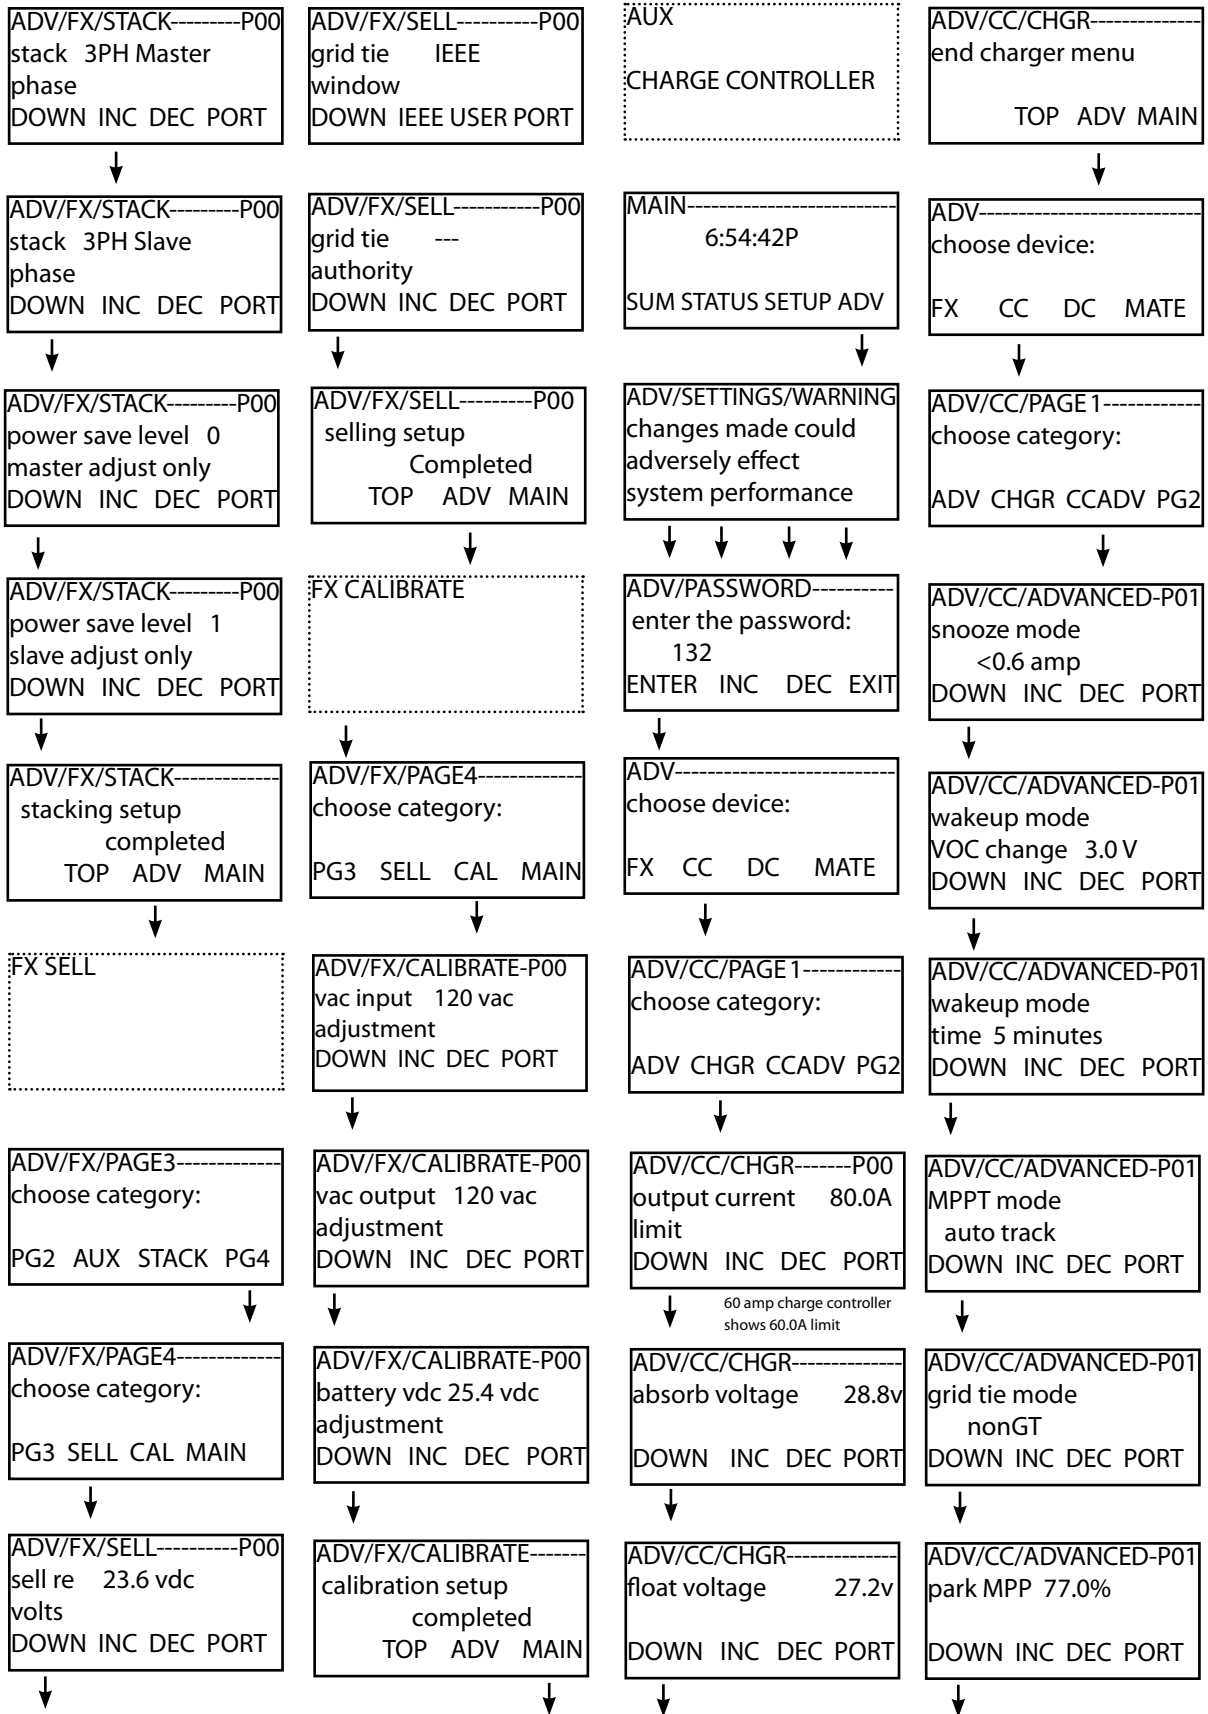 ADV/FX/STACK---------P00
stack 3PH Master
phase
DOWN INC DEC PORT
ADV/FX/STACK---------P00
stack 3PH Slave
phase
DOWN INC DEC PORT
ADV/FX/STACK---------P00
power save level 0
master adjust only
DOWN INC DEC PORT
ADV/FX/STACK---------P00
power save level 1
slave adjust only
DOWN INC DEC PORT
ADV/FX/STACK-------------
stacking setup
completed
TOP ADV MAIN
FX SELL
ADV/FX/PAGE3-------------
choose category:
PG2 AUX STACK PG4
ADV/FX/PAGE4-------------
choose category:
PG3 SELL CAL MAIN
ADV/FX/SELL----------P00
sell re 23.6 vdc
volts
DOWN INC DEC PORT
ADV/FX/SELL----------P00
grid tie IEEE
window
DOWN IEEE USER PORT
ADV/FX/SELL-----------P00
grid tie ---
authority
DOWN INC DEC PORT
ADV/FX/SELL---------P00
selling setup
Completed
TOP ADV MAIN
FX CALIBRATE
ADV/FX/PAGE4-------------
choose category:
PG3 SELL CAL MAIN
ADV/FX/CALIBRATE-P00
vac input 120 vac
adjustment
DOWN INC DEC PORT
ADV/FX/CALIBRATE-P00
vac output 120 vac
adjustment
DOWN INC DEC PORT
ADV/FX/CALIBRATE-P00
battery vdc 25.4 vdc
adjustment
DOWN INC DEC PORT
ADV/FX/CALIBRATE-------
calibration setup
completed
TOP ADV MAIN
AUX
CHARGE CONTROLLER
MAIN---------------------------
6:54:42P
SUM STATUS SETUP ADV
ADV/SETTINGS/WARNING
changes made could
adversely effect
system performance
ADV/PASSWORD----------
enter the password:
132
ENTER INC DEC EXIT
ADV----------------------------
choose device:
FX CC DC MATE
ADV/CC/PAGE1------------
choose category:
ADV CHGR CCADV PG2
ADV/CC/CHGR-------P00
output current 80.0A
limit
DOWN INC DEC PORT
60 amp charge controller
shows 60.0A limit
ADV/CC/CHGR--------------
absorb voltage 28.8v
DOWN INC DEC PORT
ADV/CC/CHGR--------------
float voltage 27.2v
DOWN INC DEC PORT
ADV/CC/CHGR--------------
end charger menu
TOP ADV MAIN
ADV----------------------------
choose device:
FX CC DC MATE
ADV/CC/PAGE1------------
choose category:
ADV CHGR CCADV PG2
ADV/CC/ADVANCED-P01
snooze mode
<0.6 amp
DOWN INC DEC PORT
ADV/CC/ADVANCED-P01
wakeup mode
VOC change 3.0 V
DOWN INC DEC PORT
ADV/CC/ADVANCED-P01
wakeup mode
time 5 minutes
DOWN INC DEC PORT
ADV/CC/ADVANCED-P01
MPPT mode
auto track
DOWN INC DEC PORT
ADV/CC/ADVANCED-P01
grid tie mode
nonGT
DOWN INC DEC PORT
ADV/CC/ADVANCED-P01
park MPP 77.0%
DOWN INC DEC PORT